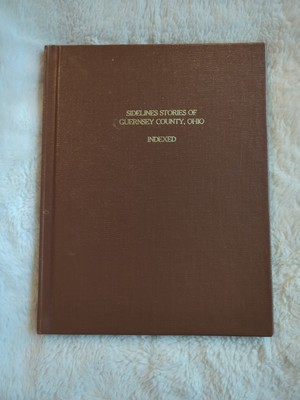 SIDELINES STORIES OF
GUERNSEY COUNTY, OHIO
INDEXED